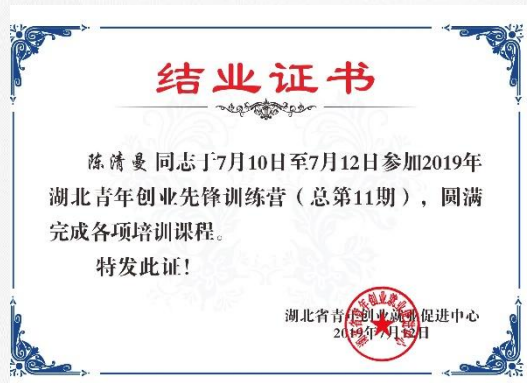 结业证书
陈清曼 同志于7月10日至7月12日参加2019年
湖北青年创业先锋训练营（总第11期），圆满
完成各项培训课程。
特发此证！
湖北省青年创业就业促进中心
2019年7月12日